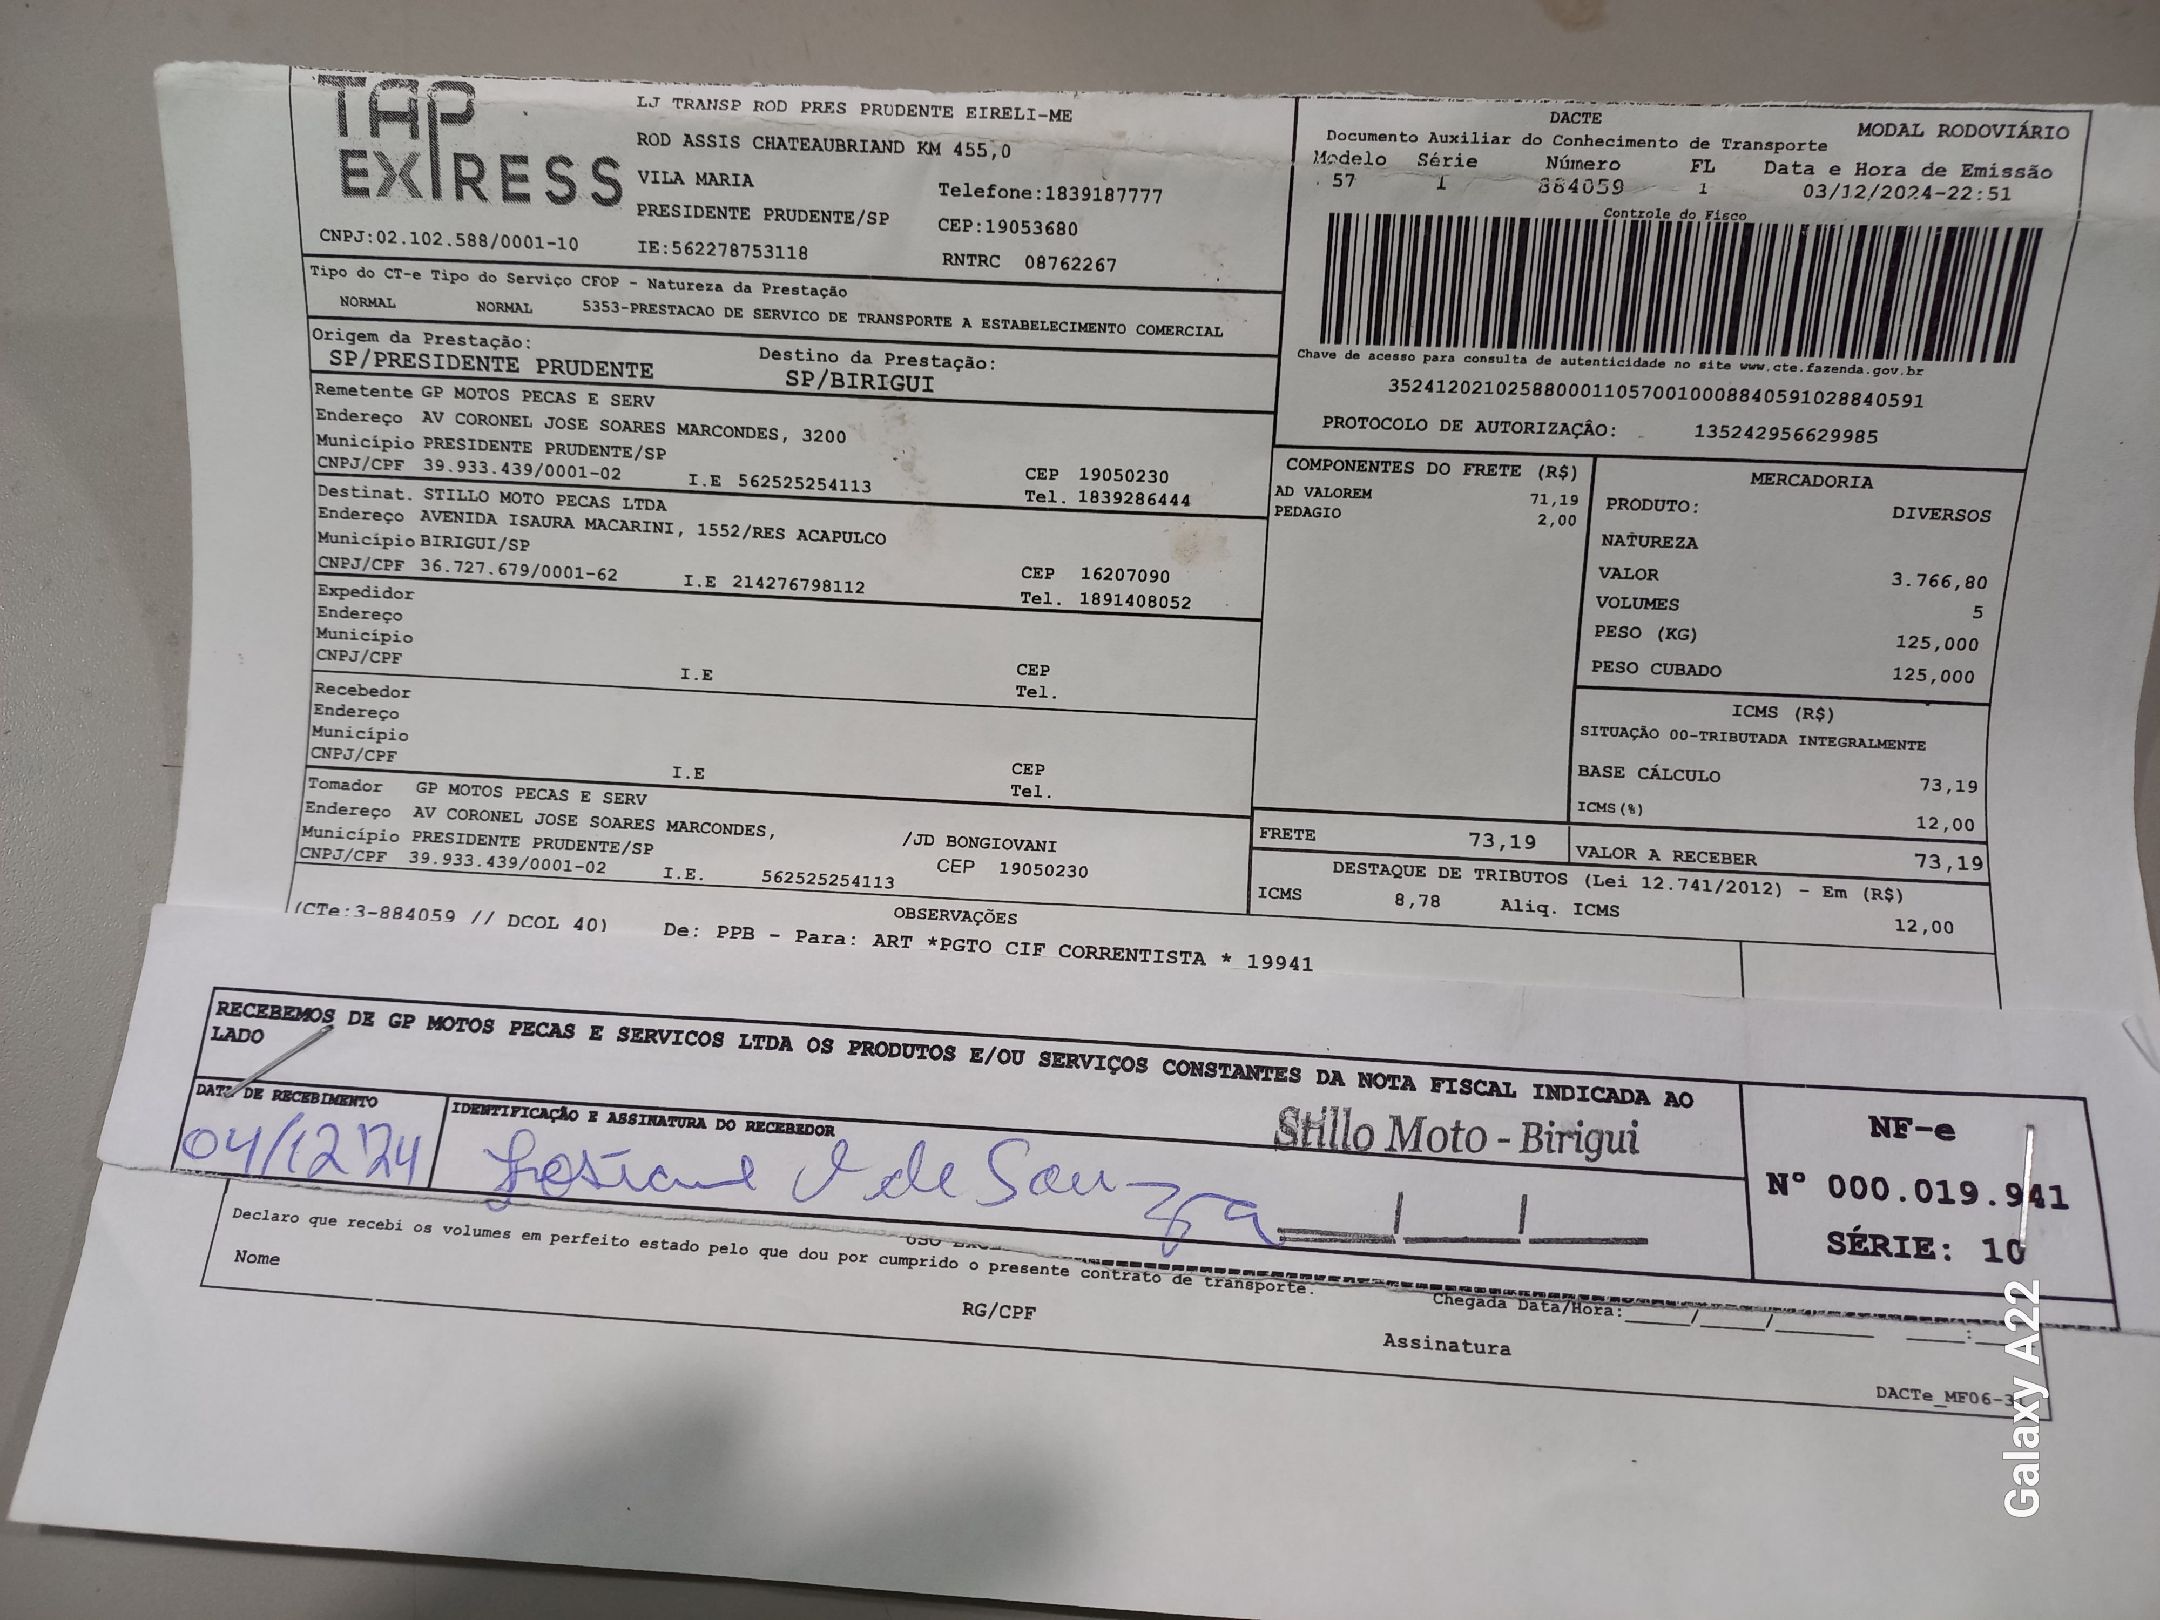 TAP EXPRESS
LJ TRANSP ROD PRES PRUDENTE EIRELI-ME
ROD ASSIS CHATEAUBRIAND KM 455,0
VILA MARIA
Telefone:1839187777
PRESIDENTE PRUDENTE/SP
CEP:19053680
CNPJ:02.102.588/0001-10
IE:562278753118
RNTRC 08762267
DACTE
MODAL RODOVIÁRIO
Documento Auxiliar do Conhecimento de Transporte
Modelo Série Número FL Data e Hora de Emissão
57 1 884059 1 03/12/2024-22:51
Controle do Fisco
Chave de acesso para consulta de autenticidade no site www.cte.fazenda.gov.br
35241202102588000110570010008840591028840591
PROTOCOLO DE AUTORIZAÇÂO: 135242956629985
Tipo do CT-e Tipo do Serviço CFOP - Natureza da Prestação
NORMAL NORMAL 5353-PRESTACAO DE SERVICO DE TRANSPORTE A ESTABELECIMENTO COMERCIAL
Origem da Prestação: Destino da Prestação:
SP/PRESIDENTE PRUDENTE SP/BIRIGUI
Remetente GP MOTOS PECAS E SERV
Endereço AV CORONEL JOSE SOARES MARCONDES, 3200
Município PRESIDENTE PRUDENTE/SP CEP 19050230
CNPJ/CPF 39.933.439/0001-02 I.E 562525254113 Tel. 1839286444
Destinat. STILLO MOTO PECAS LTDA
Endereço AVENIDA ISAURA MACARINI, 1552/RES ACAPULCO
Município BIRIGUI/SP CEP 16207090
CNPJ/CPF 36.727.679/0001-62 I.E 214276798112 Tel. 1891408052
Expedidor
Endereço
Município CEP
CNPJ/CPF I.E Tel.
Recebedor
Endereço
Município CEP
CNPJ/CPF I.E Tel.
Tomador GP MOTOS PECAS E SERV
Endereço AV CORONEL JOSE SOARES MARCONDES, /JD BONGIOVANI
Município PRESIDENTE PRUDENTE/SP CEP 19050230
CNPJ/CPF 39.933.439/0001-02 I.E. 562525254113
COMPONENTES DO FRETE (R$)
AD VALOREM 71,19
PEDAGIO 2,00
MERCADORIA
PRODUTO: DIVERSOS
NATUREZA
VALOR 3.766,80
VOLUMES 5
PESO (KG) 125,000
PESO CUBADO 125,000
ICMS (R$)
SITUAÇÃO 00-TRIBUTADA INTEGRALMENTE
BASE CÁLCULO 73,19
ICMS(%) 12,00
FRETE 73,19 VALOR A RECEBER 73,19
DESTAQUE DE TRIBUTOS (Lei 12.741/2012) - Em (R$)
ICMS 8,78 Aliq. ICMS 12,00
OBSERVAÇÕES
(CTe:3-884059 // DCOL 40) De: PPB - Para: ART *PGTO CIF CORRENTISTA * 19941
RECEBEMOS DE GP MOTOS PECAS E SERVICOS LTDA OS PRODUTOS E/OU SERVIÇOS CONSTANTES DA NOTA FISCAL INDICADA AO
LADO
DATA DE RECEBIMENTO IDENTIFICAÇÃO E ASSINATURA DO RECEBEDOR
Stillo Moto - Birigui
04/12 24 Josiane V de Souza
NF-e
N° 000.019.941
SÉRIE: 10
Declaro que recebi os volumes em perfeito estado pelo que dou por cumprido o presente contrato de transporte.
Nome RG/CPF Chegada Data/Hora:
Assinatura
DACTe_MF06-3
Galaxy A22